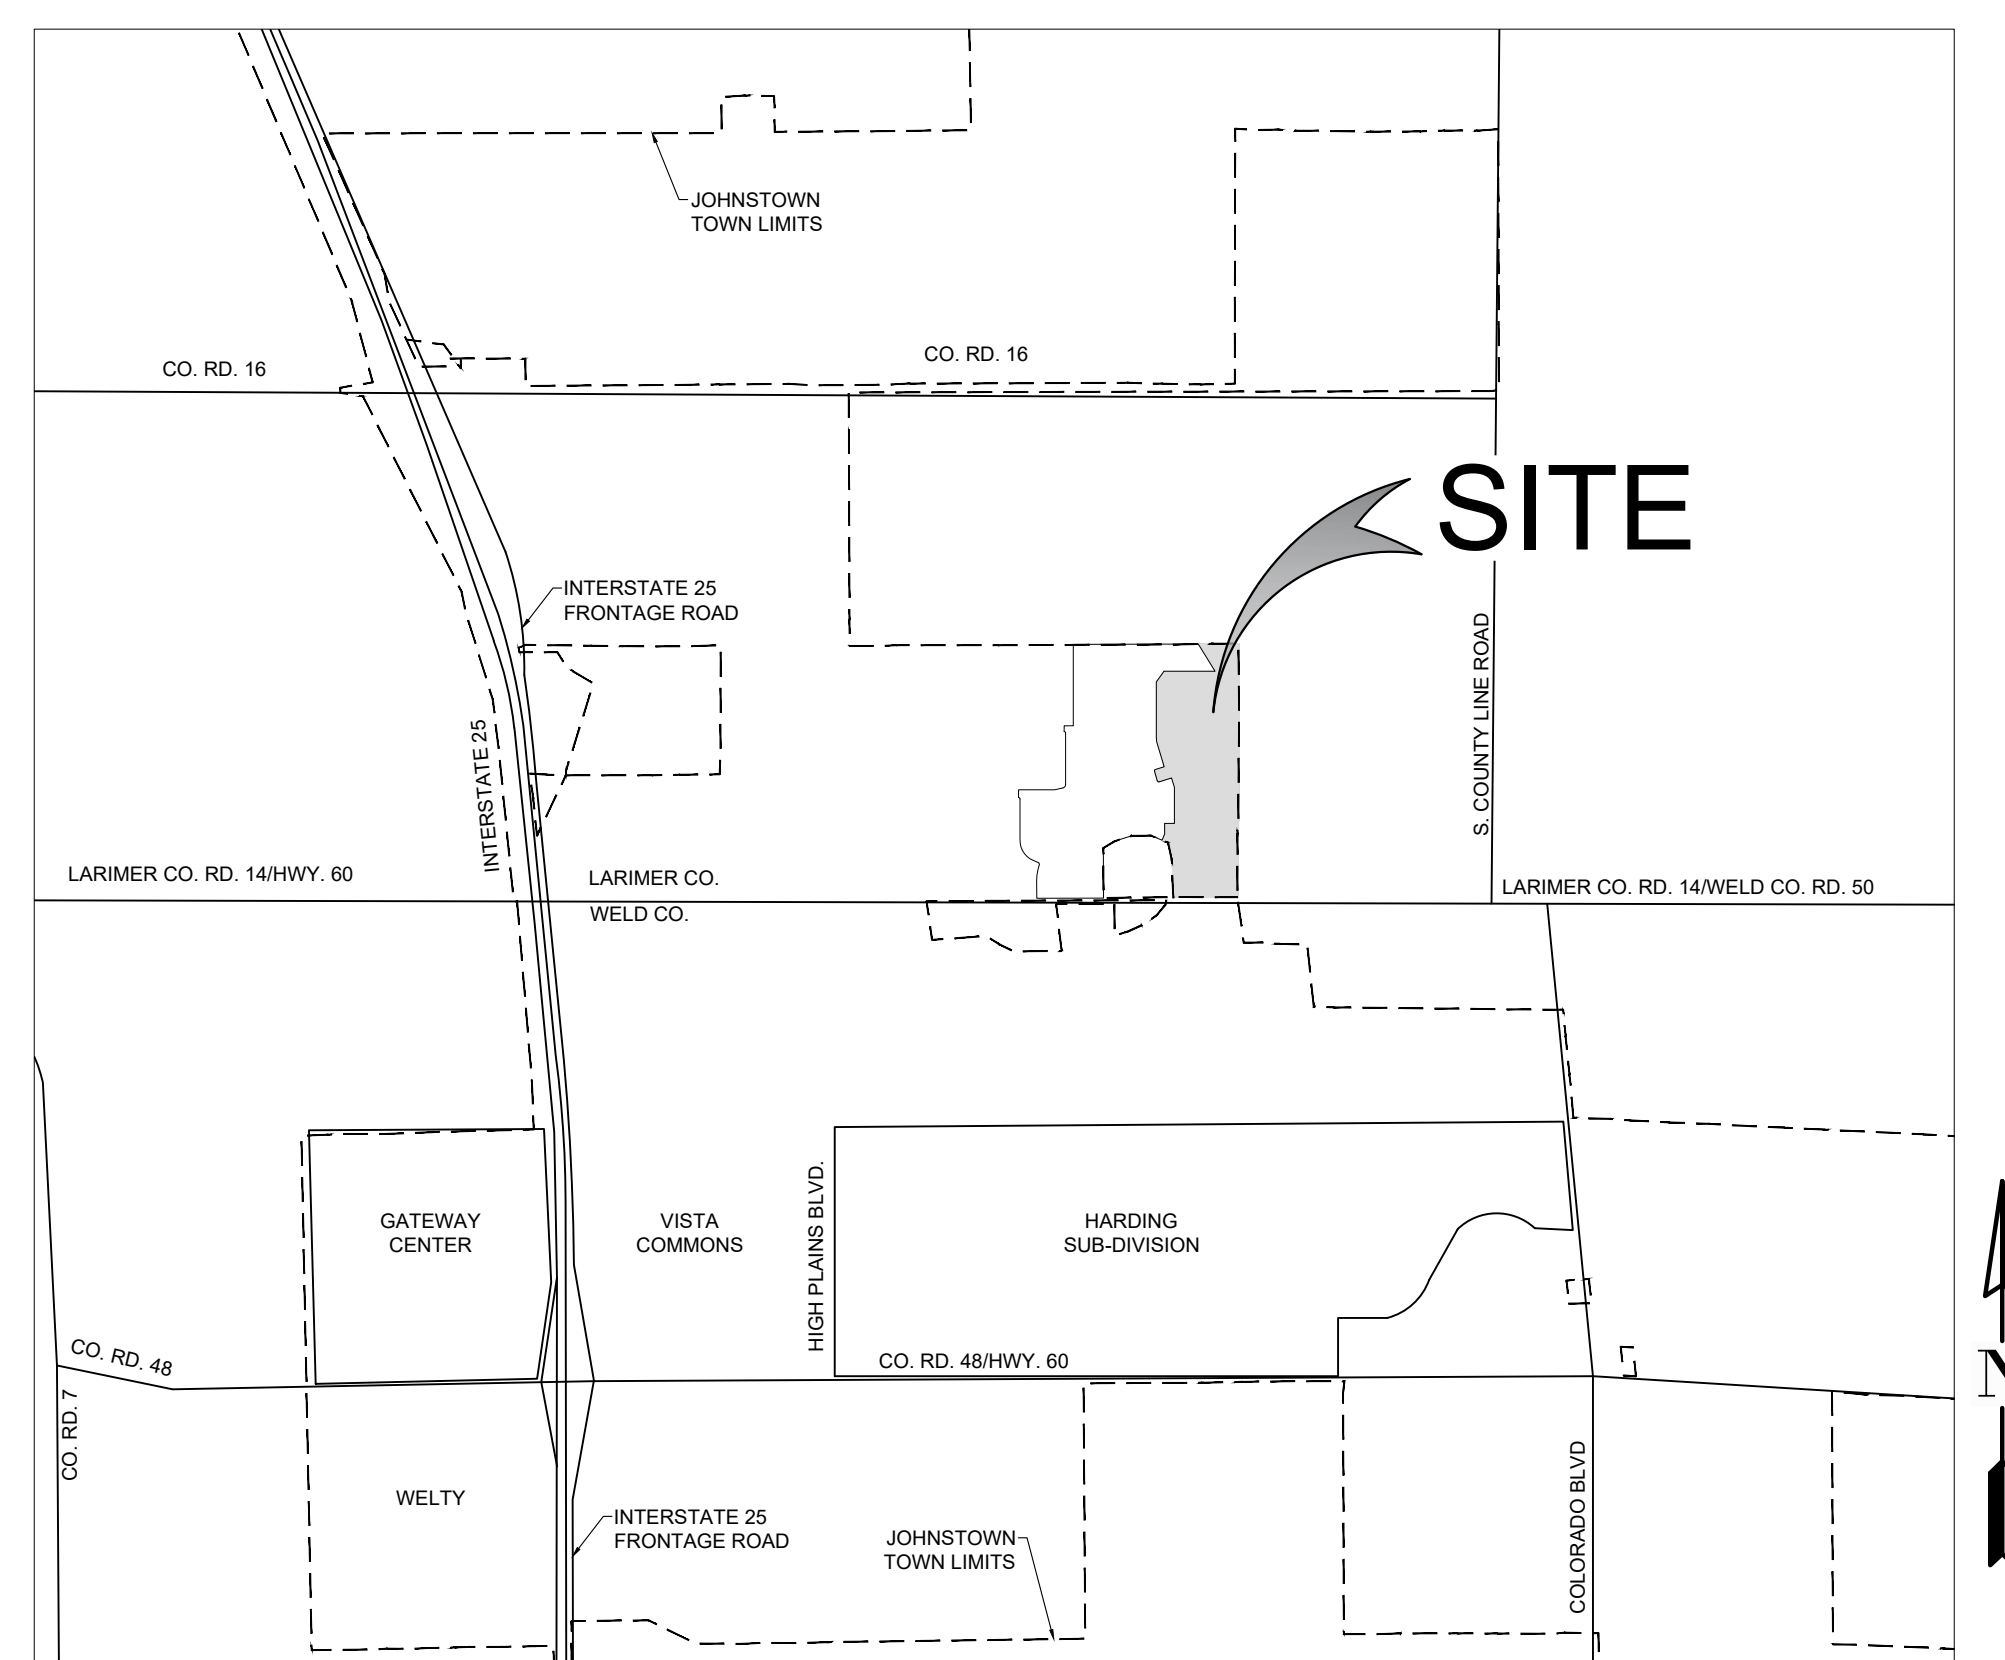 JOHNSTOWN
TOWN LIMITS
CO. RD. 16
CO. RD. 16
SITE
INTERSTATE 25
FRONTAGE ROAD
S. COUNTY LINE ROAD
INTERSTATE 25
LARIMER CO. RD. 14/HWY. 60
LARIMER CO.
WELD CO.
LARIMER CO. RD. 14/WELD CO. RD. 50
GATEWAY
CENTER
VISTA
COMMONS
HIGH PLAINS BLVD.
HARDING
SUB-DIVISION
CO. RD. 48
CO. RD. 48/HWY. 60
N
CO. RD. 7
WELTY
INTERSTATE 25
FRONTAGE ROAD
JOHNSTOWN
TOWN LIMITS
COLORADO BLVD